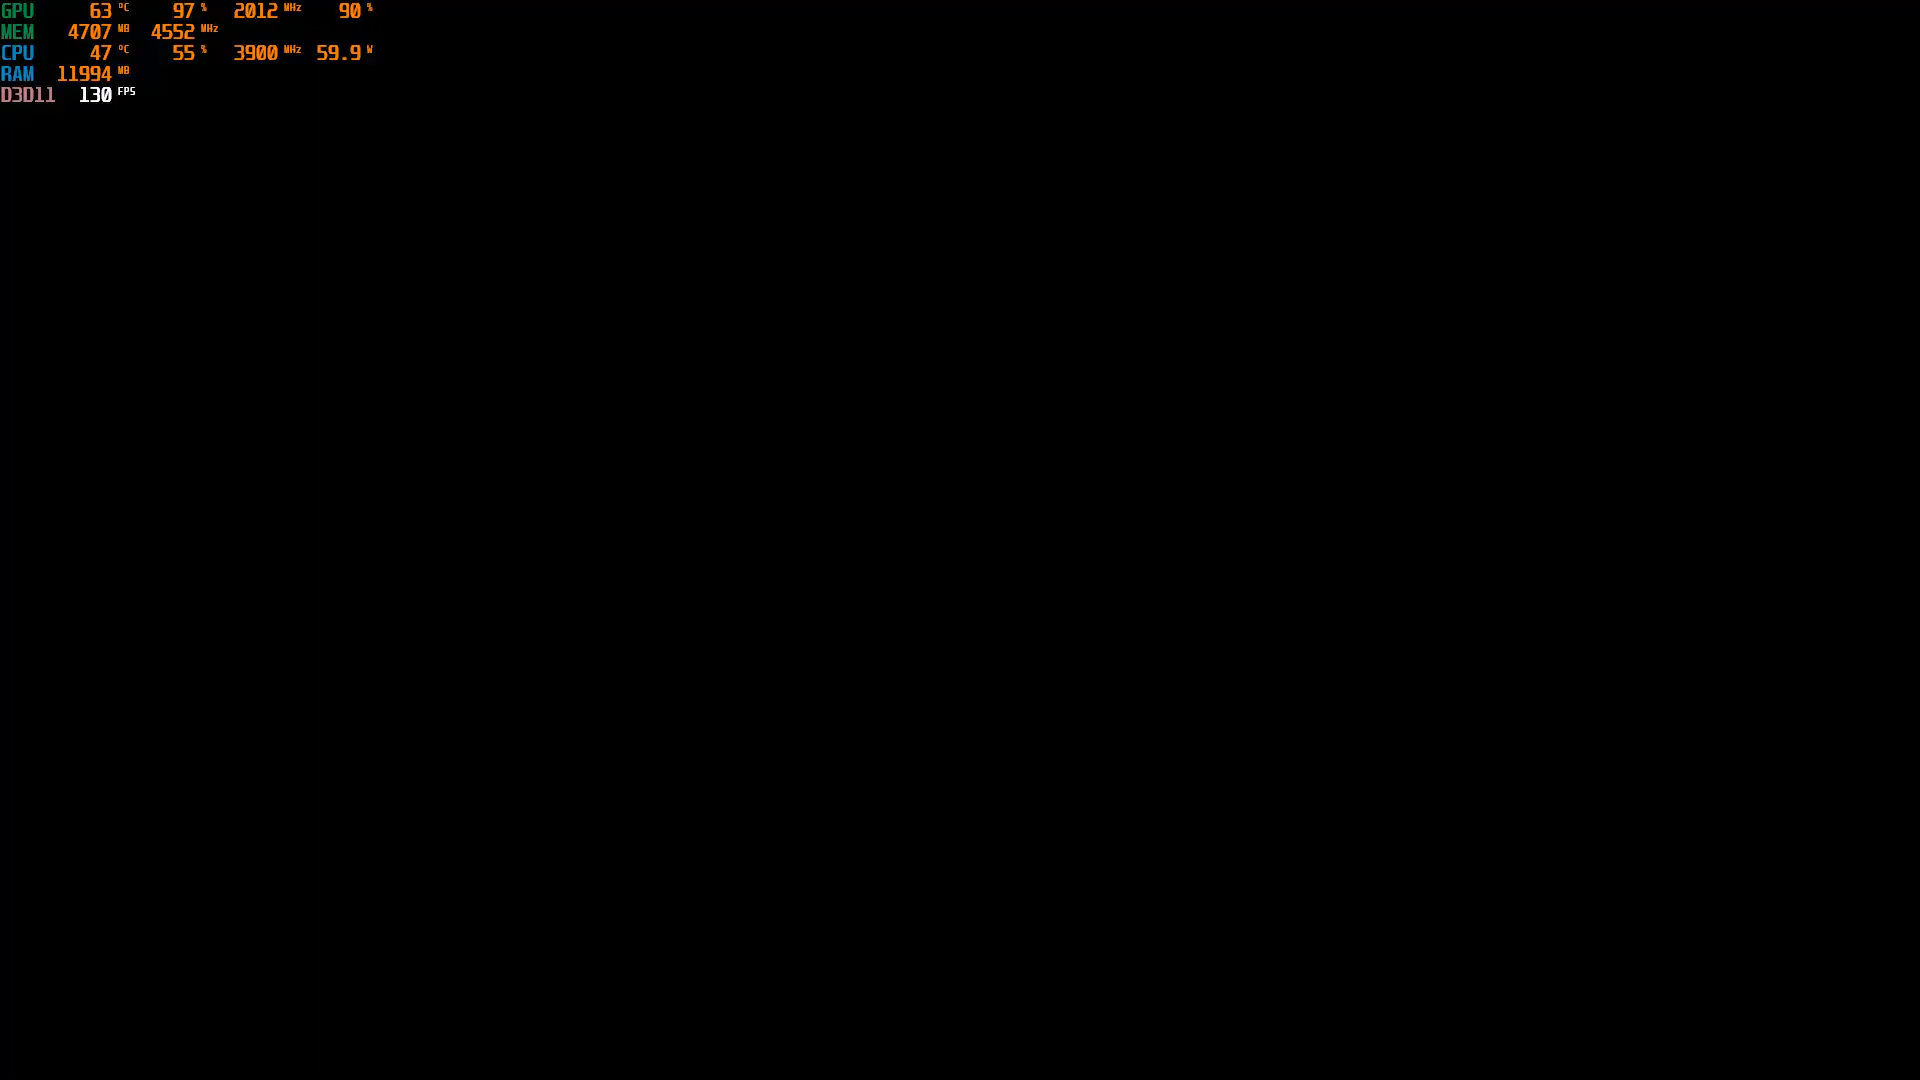 GPU 63 °C 97 % 2012 MHz 90 %
MEM 4707 MB 4552 MHz
CPU 47 °C 55 % 3900 MHz 59.9 W
RAM 11994 MB
D3D11 130 FPS